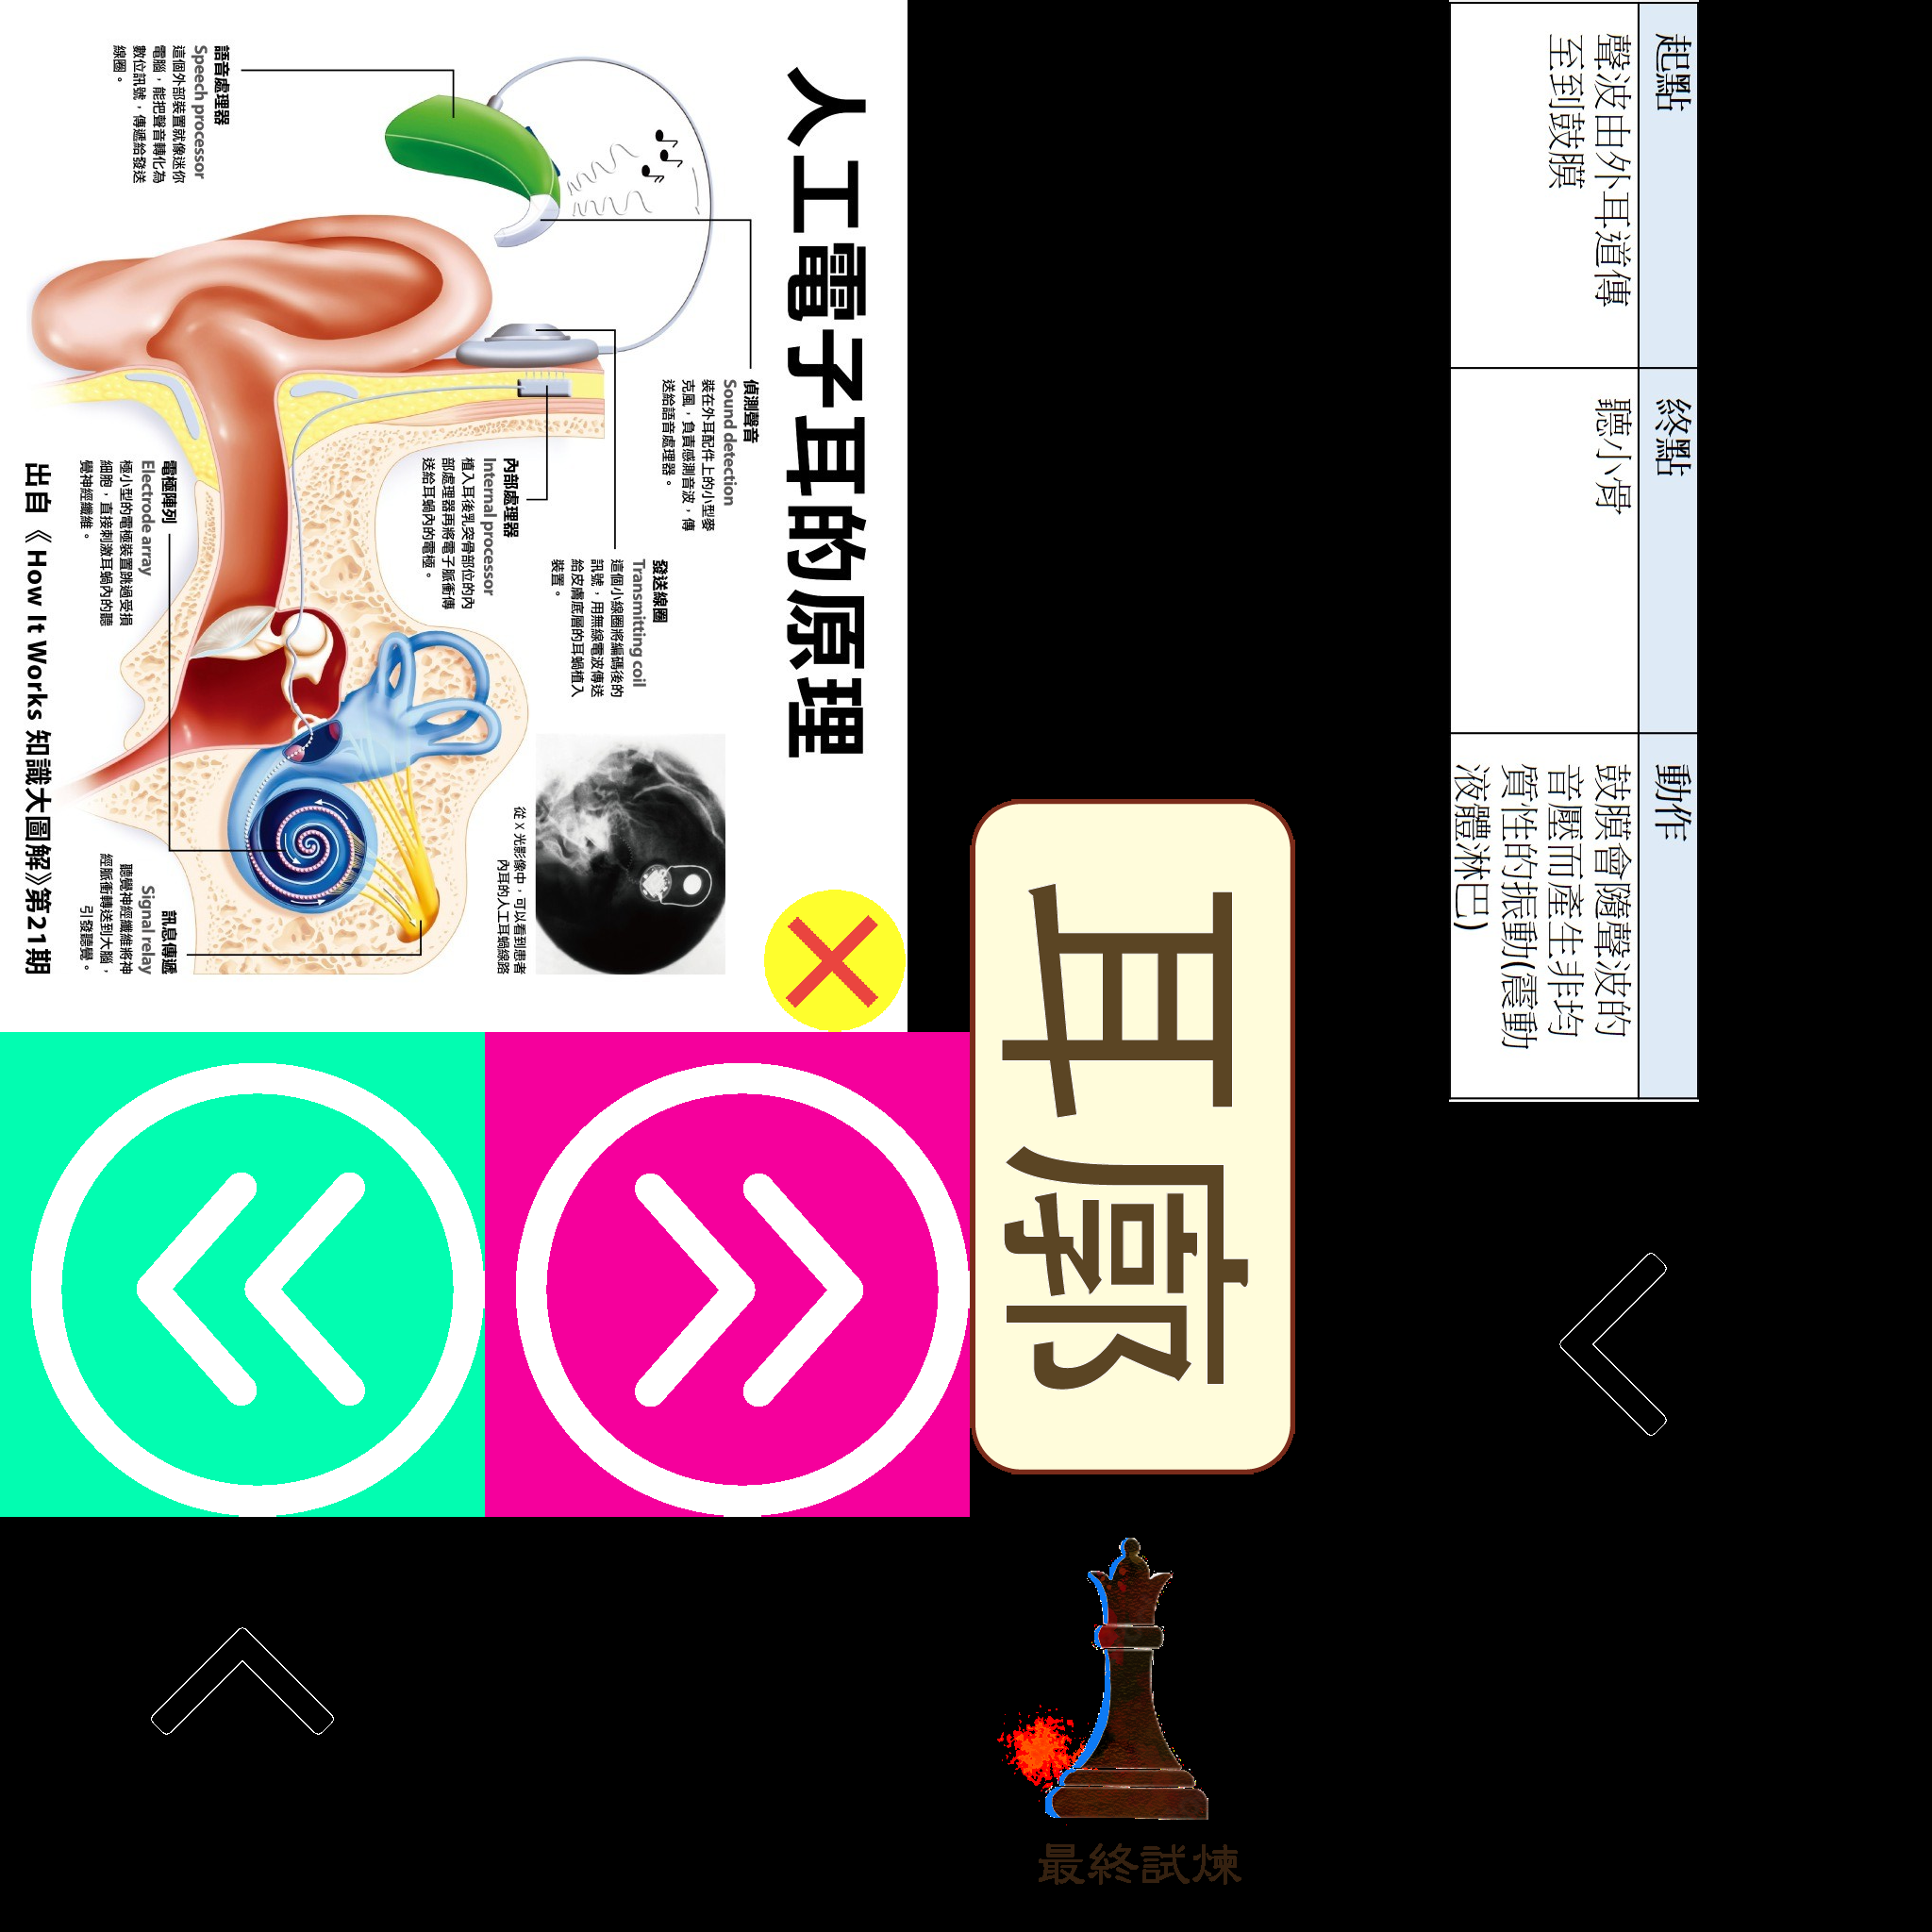 人工電子耳的原理
偵測聲音
Sound detection
裝在外耳配件上的小型麥
克風，負責感測音波，傳
送給語音處理器。
語音處理器
Speech processor
這個外部裝置就像迷你
電腦，能把聲音轉化為
數位訊號，傳遞給發送
線圈。
發送線圈
Transmitting coil
這個小線圈將編碼後的
訊號，用無線電波傳送
給皮膚底層的耳蝸植入
裝置。
內部處理器
Internal processor
植入耳後乳突骨部位的內
部處理器再將電子脈衝傳
送給耳蝸內的電極。
從 X 光影像中，可以看到患者
內耳的人工耳蝸線路
電極陣列
Electrode array
極小型的電極裝置跳過受損
細胞，直接刺激耳蝸內的聽
覺神經纖維。
訊息傳遞
Signal relay
聽覺神經纖維將神
經脈衝轉送到大腦，
引發聽覺。
出自《How It Works 知識大圖解》第21期
起點
終點
動作
聲波由外耳道傳
至到鼓膜
聽小骨
鼓膜會隨聲波的
音壓而產生非均
質性的振動(震動
液體淋巴)
耳廓
最終試煉